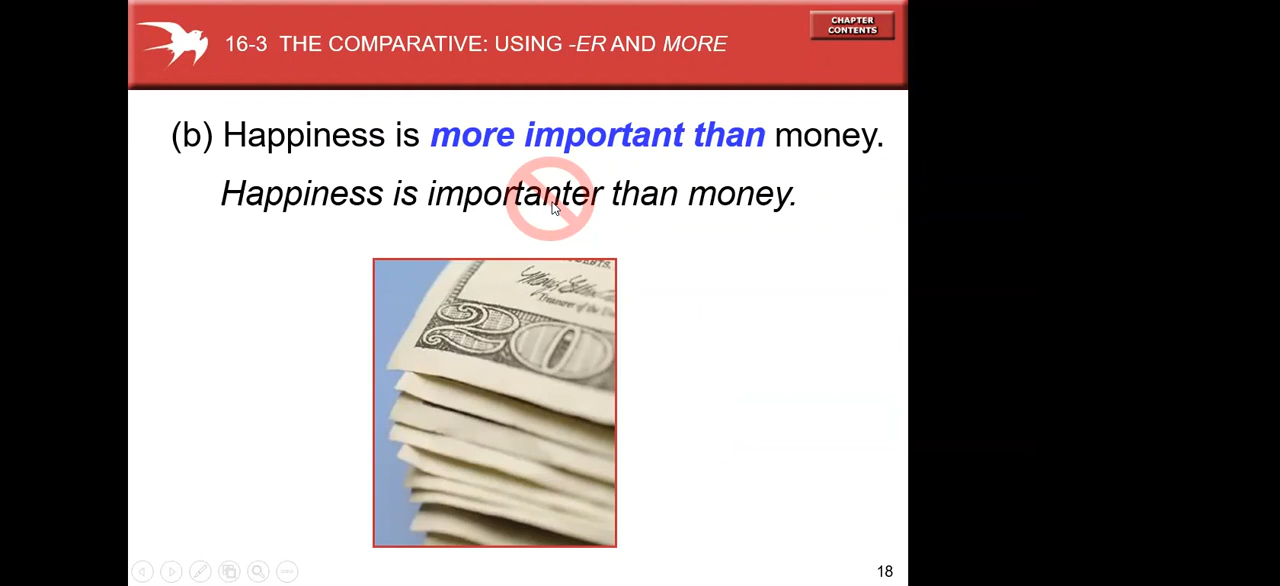 CHAPTER
CONTENTS
16-3 THE COMPARATIVE: USING -ER AND MORE
(b) Happiness is more important than money.
Happiness is importanter than money.
20
18